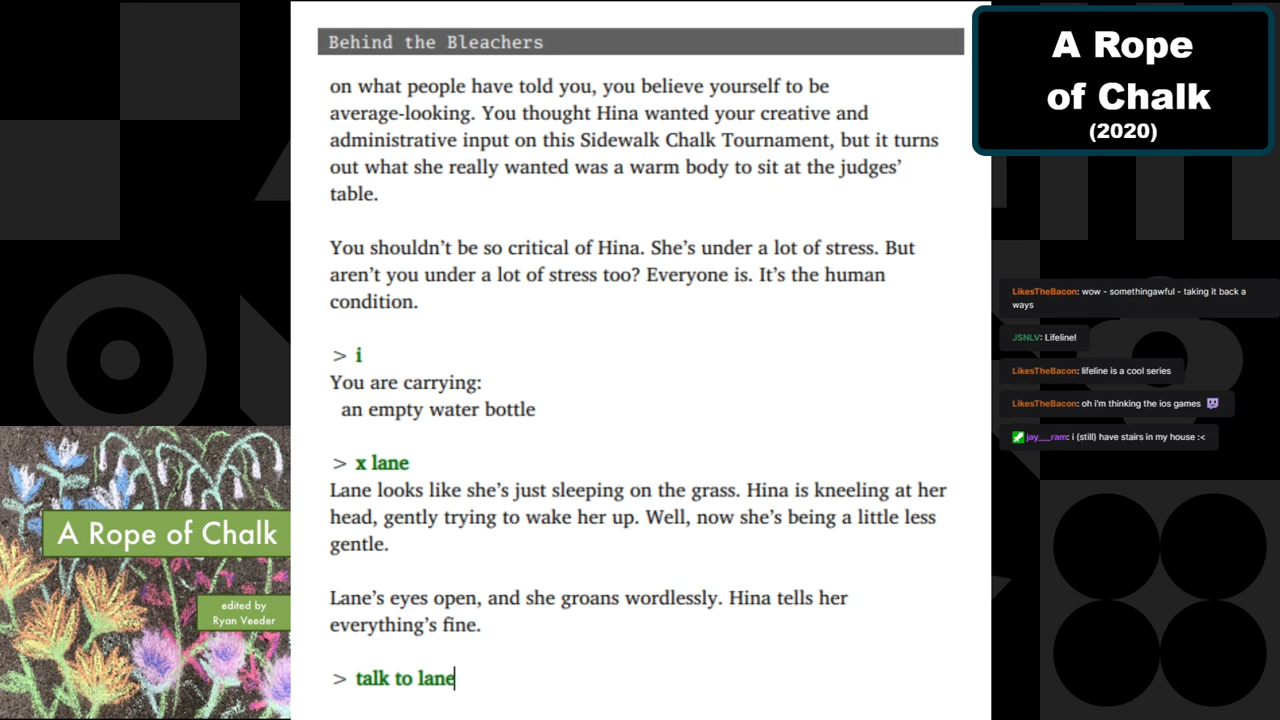 Behind the Bleachers
on what people have told you, you believe yourself to be
average-looking. You thought Hina wanted your creative and
administrative input on this Sidewalk Chalk Tournament, but it turns
out what she really wanted was a warm body to sit at the judges’
table.
You shouldn’t be so critical of Hina. She’s under a lot of stress. But
aren’t you under a lot of stress too? Everyone is. It’s the human
condition.
> i
You are carrying:
an empty water bottle
> x lane
Lane looks like she’s just sleeping on the grass. Hina is kneeling at her
head, gently trying to wake her up. Well, now she’s being a little less
gentle.
Lane’s eyes open, and she groans wordlessly. Hina tells her
everything’s fine.
> talk to lane
A Rope
of Chalk
(2020)
LikesTheBacon: wow - somethingawful - taking it back a
ways
JSNLV: Lifeline!
LikesTheBacon: lifeline is a cool series
LikesTheBacon: oh i'm thinking the ios games
jay__ram: i (still) have stairs in my house :<
A Rope of Chalk
edited by
Ryan Veeder